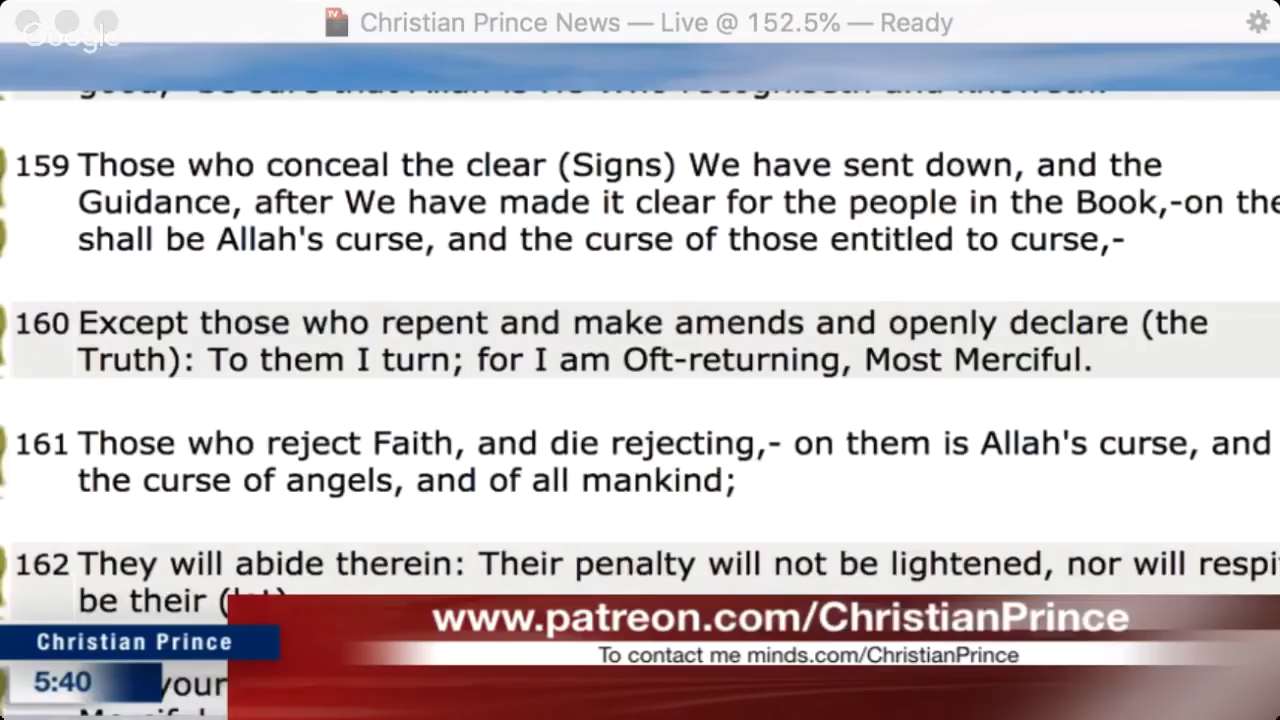 Christian Prince News — Live @ 152.5% — Ready
Google
159 Those who conceal the clear (Signs) We have sent down, and the
Guidance, after We have made it clear for the people in the Book,-on the
shall be Allah's curse, and the curse of those entitled to curse,-
160 Except those who repent and make amends and openly declare (the
Truth): To them I turn; for I am Oft-returning, Most Merciful.
161 Those who reject Faith, and die rejecting,- on them is Allah's curse, and
the curse of angels, and of all mankind;
162 They will abide therein: Their penalty will not be lightened, nor will respi
be their
www.patreon.com/ChristianPrince
Christian Prince
To contact me minds.com/ChristianPrince
5:40
your